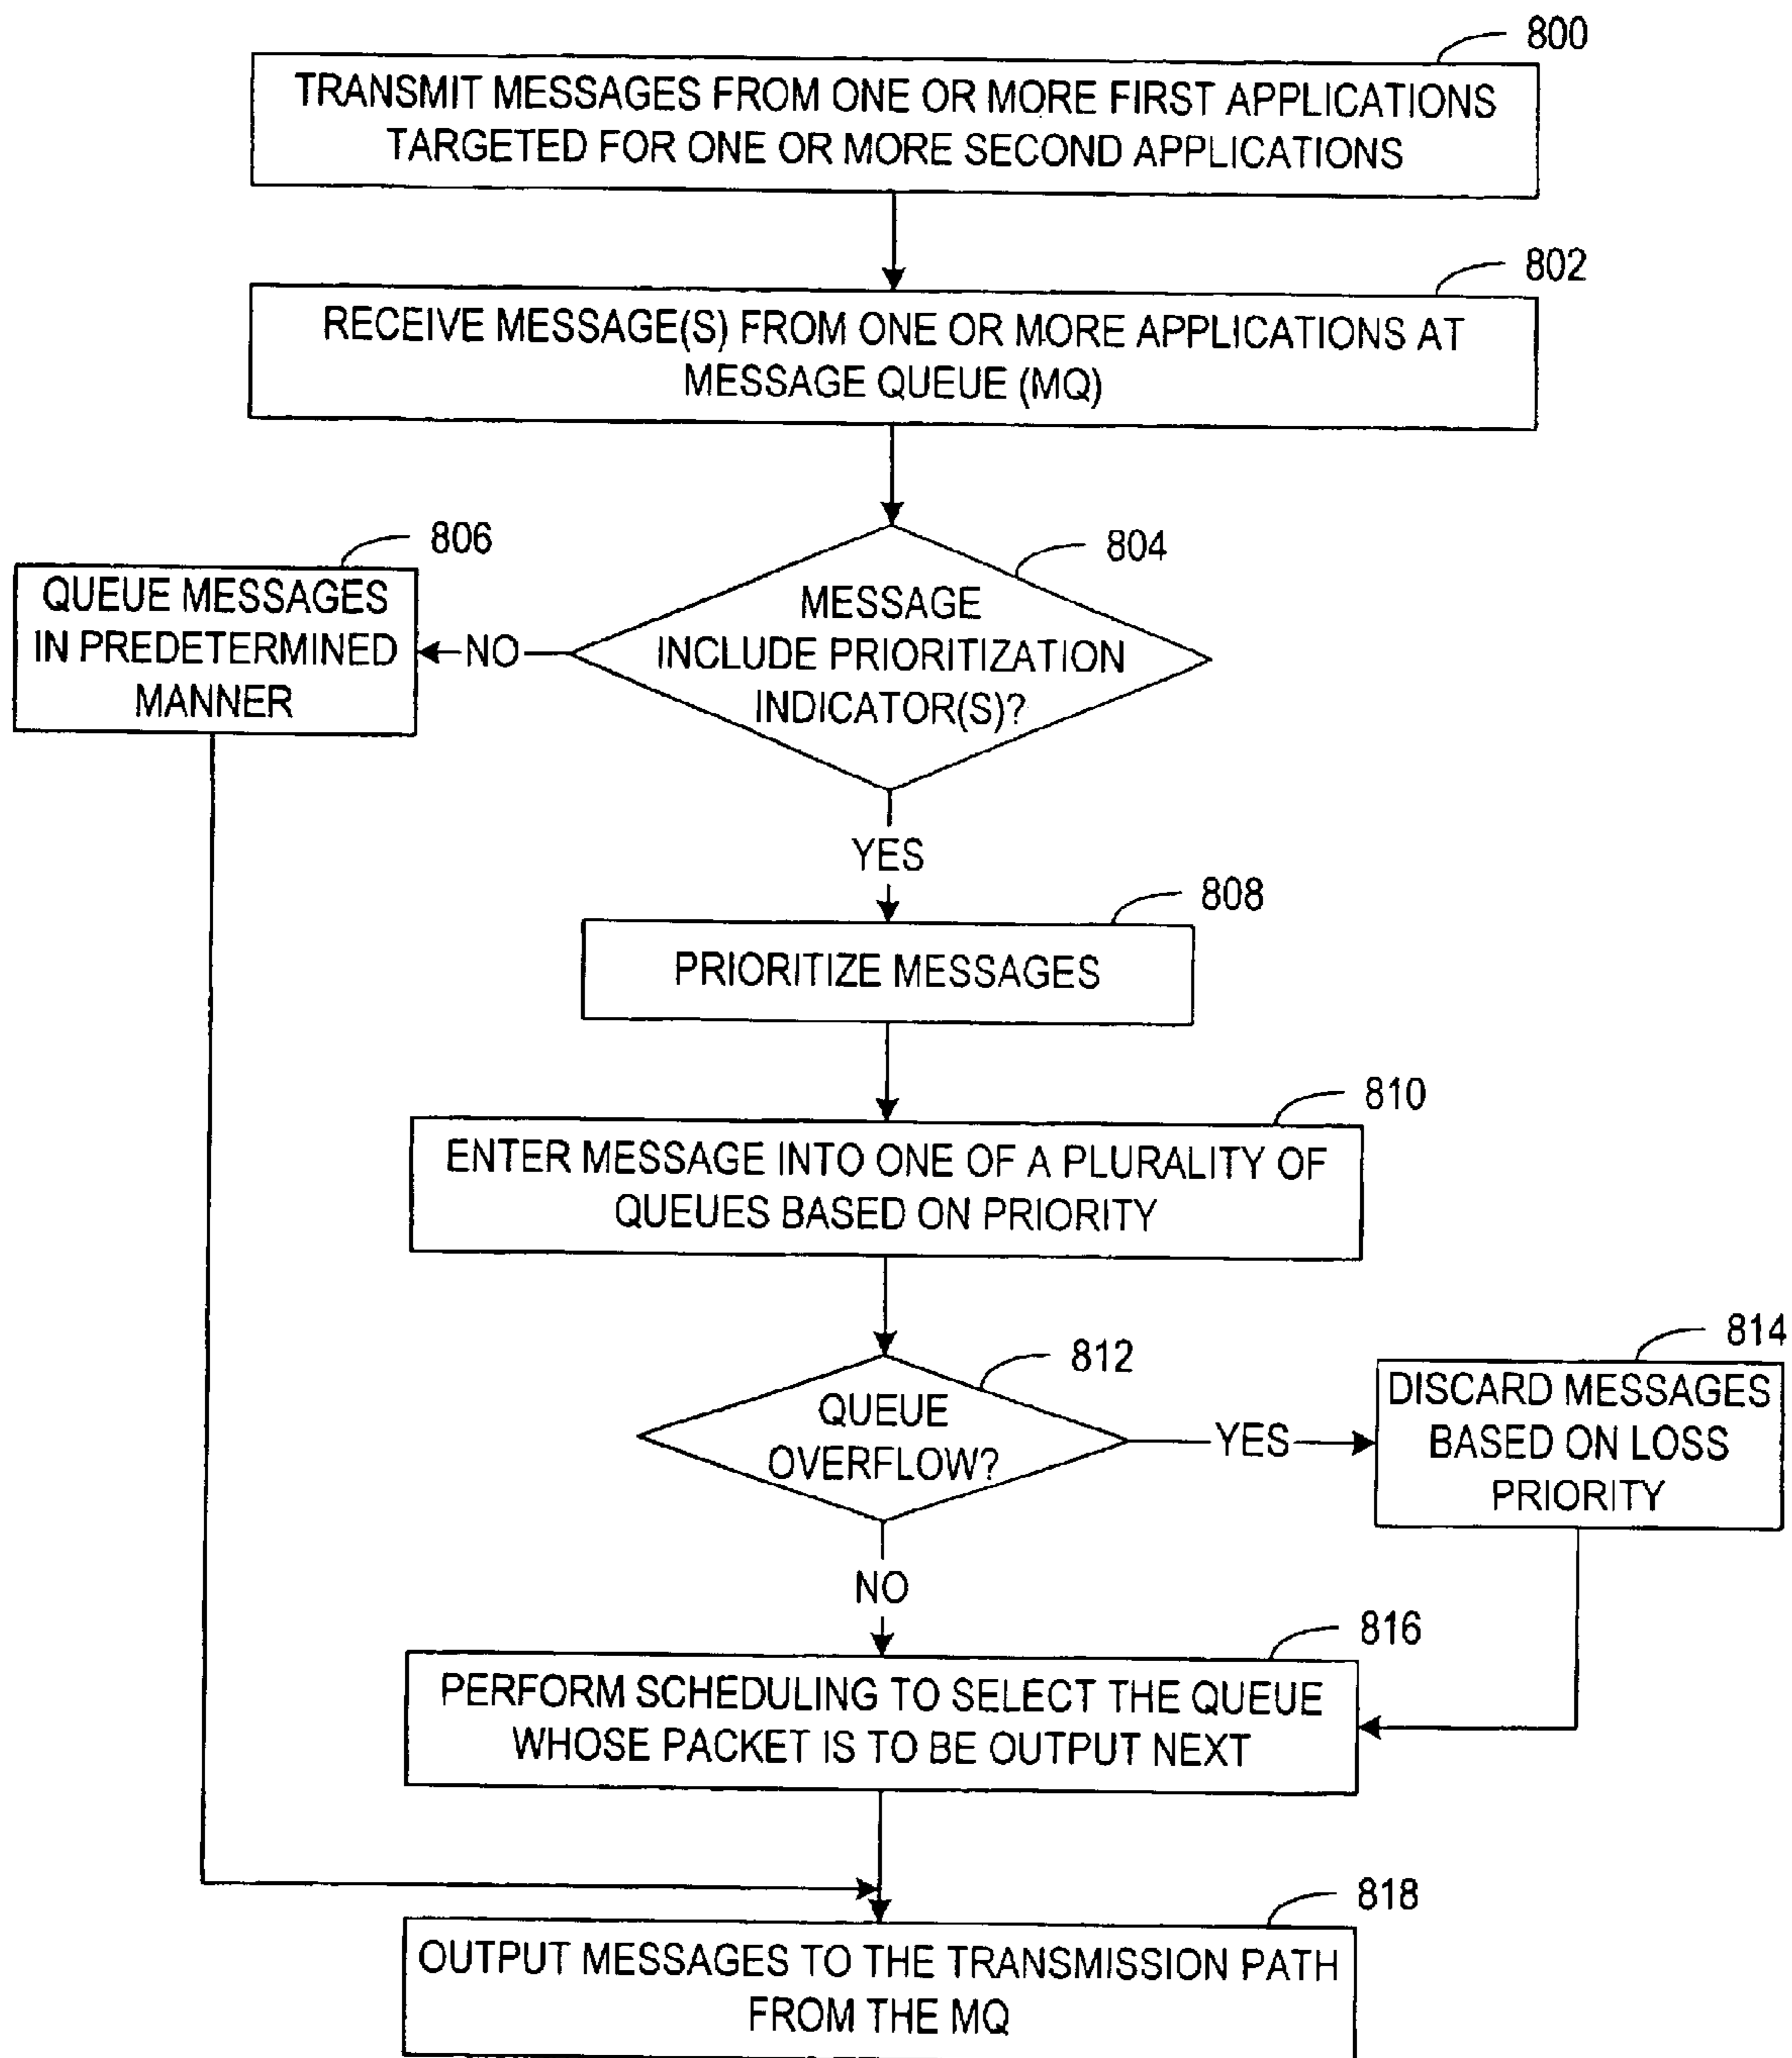 800
TRANSMIT MESSAGES FROM ONE OR MORE FIRST APPLICATIONS
TARGETED FOR ONE OR MORE SECOND APPLICATIONS
802
RECEIVE MESSAGE(S) FROM ONE OR MORE APPLICATIONS AT
MESSAGE QUEUE (MQ)
804
MESSAGE
INCLUDE PRIORITIZATION
INDICATOR(S)?
NO
806
QUEUE MESSAGES
IN PREDETERMINED
MANNER
YES
808
PRIORITIZE MESSAGES
810
ENTER MESSAGE INTO ONE OF A PLURALITY OF
QUEUES BASED ON PRIORITY
812
QUEUE
OVERFLOW?
YES
814
DISCARD MESSAGES
BASED ON LOSS
PRIORITY
NO
816
PERFORM SCHEDULING TO SELECT THE QUEUE
WHOSE PACKET IS TO BE OUTPUT NEXT
818
OUTPUT MESSAGES TO THE TRANSMISSION PATH
FROM THE MQ